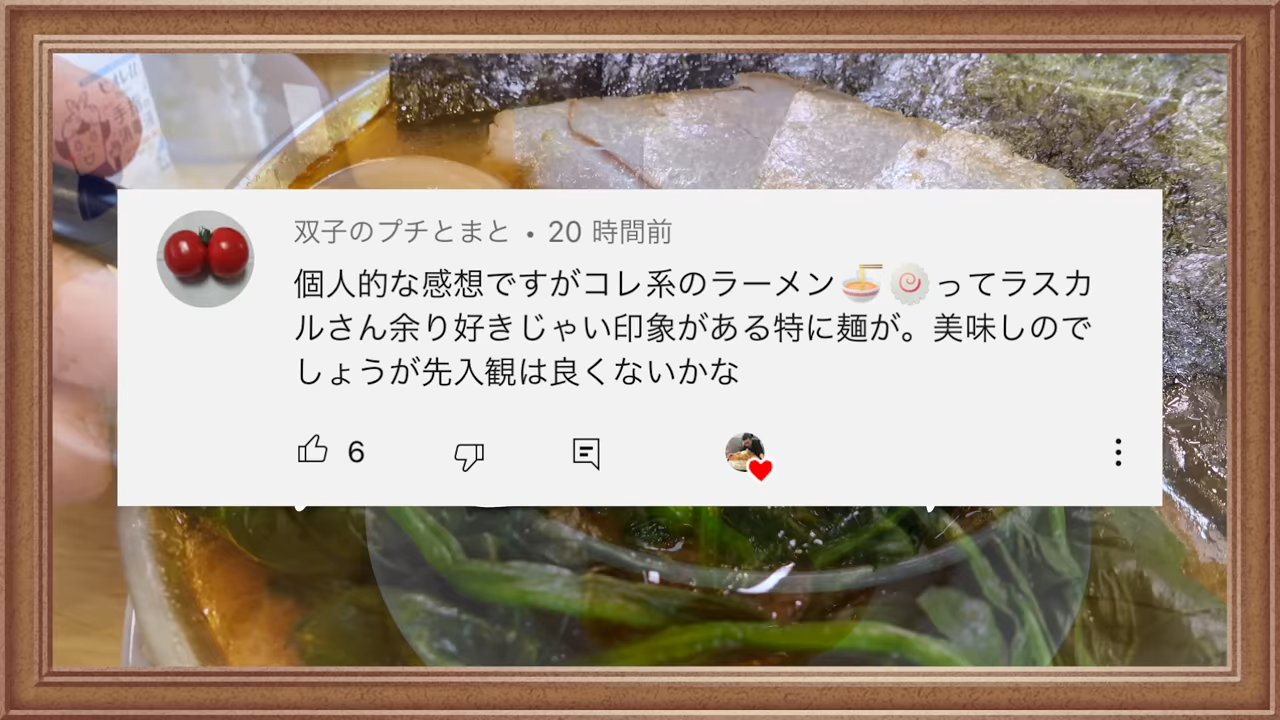 双子のプチとまと • 20 時間前
個人的な感想ですがコレ系のラーメン🍜🍥ってラスカ
ルさん余り好きじゃい印象がある特に麺が。美味しので
しょうが先入観は良くないかな
6